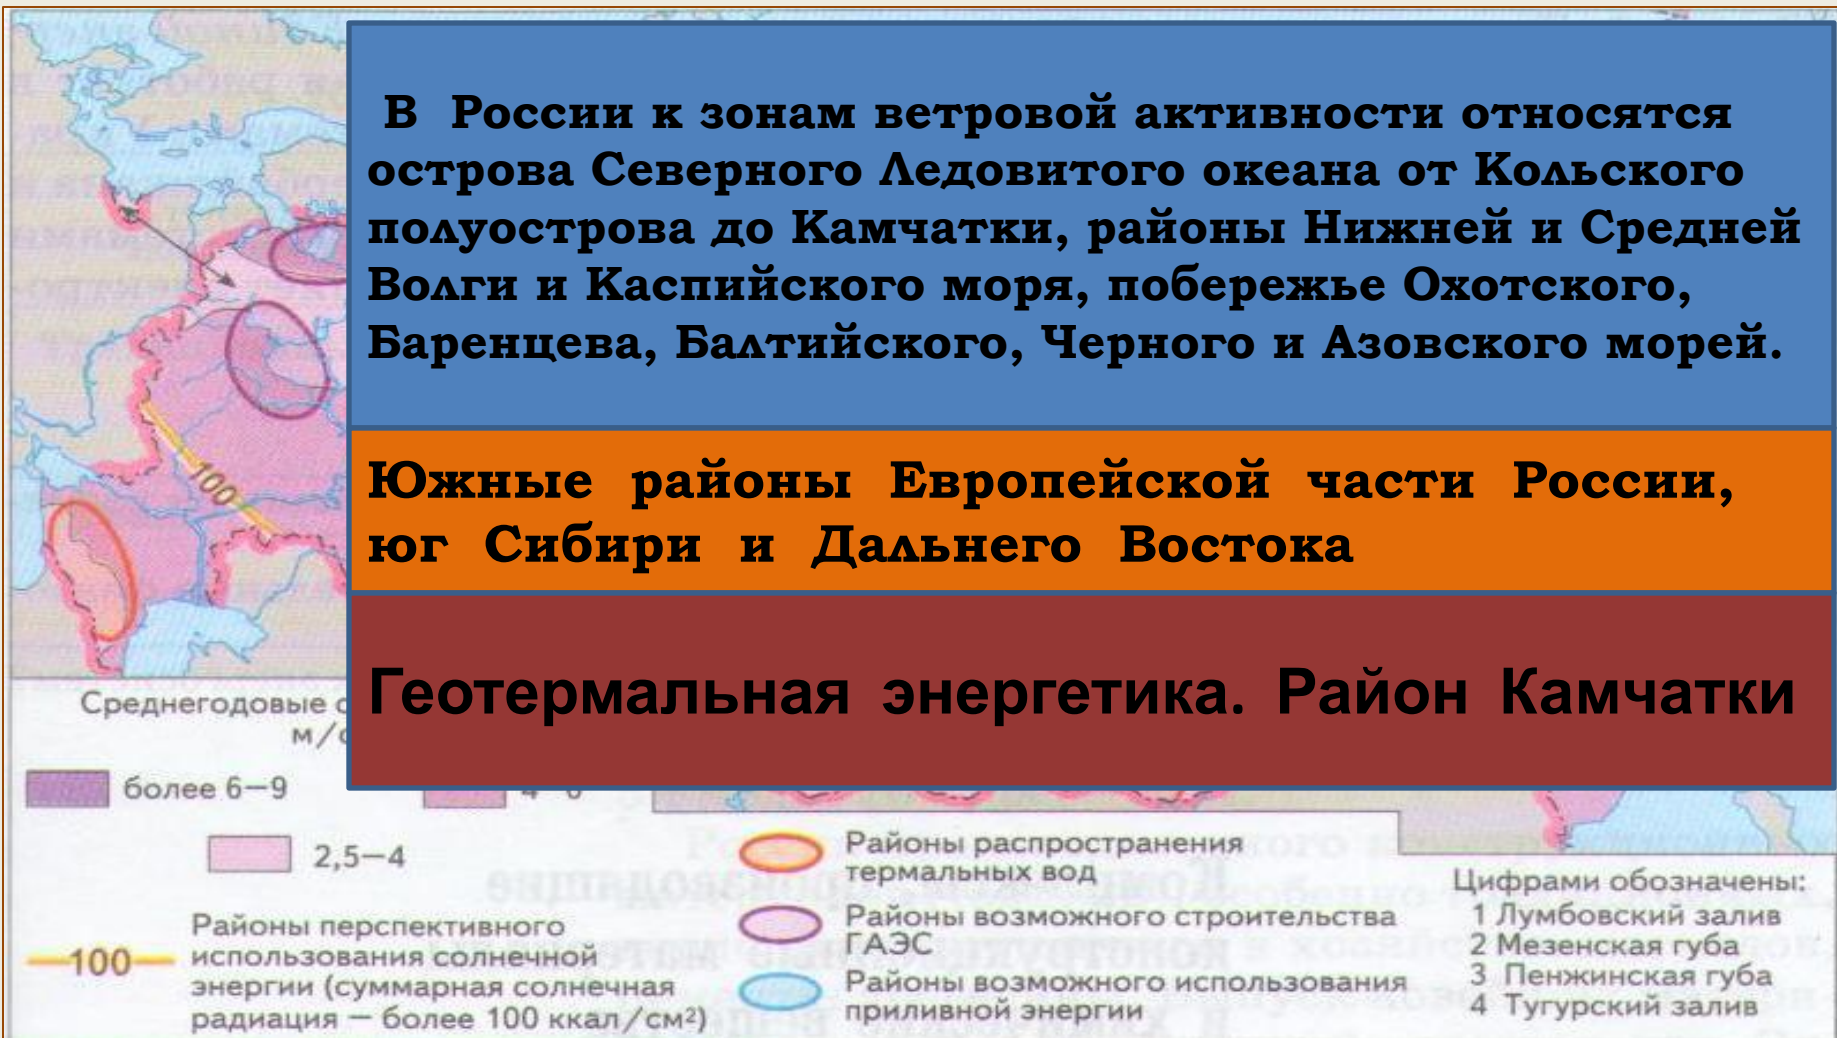 В России к зонам ветровой активности относятся
острова Северного Ледовитого океана от Кольского
полуострова до Камчатки, районы Нижней и Средней
Волги и Каспийского моря, побережье Охотского,
Баренцева, Балтийского, Черного и Азовского морей.
100
Южные районы Европейской части России,
юг Сибири и Дальнего Востока
Геотермальная энергетика. Район Камчатки
Среднегодовые
м/с
более 6—9
2,5—4
100
Районы перспективного
использования солнечной
энергии (суммарная солнечная
радиация — более 100 ккал/см²)
Районы распространения
термальных вод
Районы возможного строительства
ГАЭС
Районы возможного использования
приливной энергии
Цифрами обозначены:
1 Лумбовский залив
2 Мезенская губа
3 Пенжинская губа
4 Тугурский залив